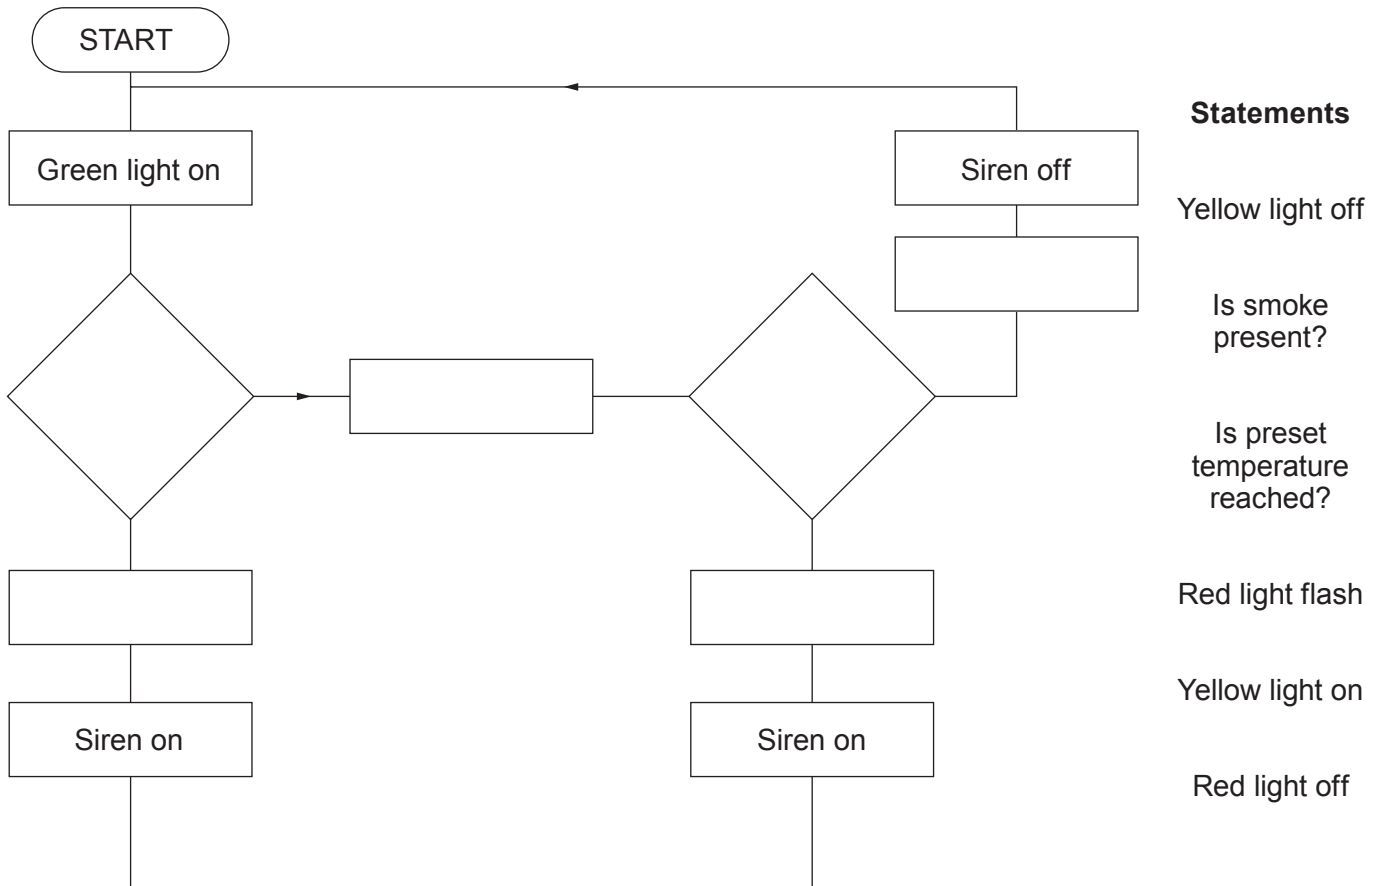 START
Green light on
Siren off
Siren on
Siren on
Statements
Yellow light off
Is smoke
present?
Is preset
temperature
reached?
Red light flash
Yellow light on
Red light off